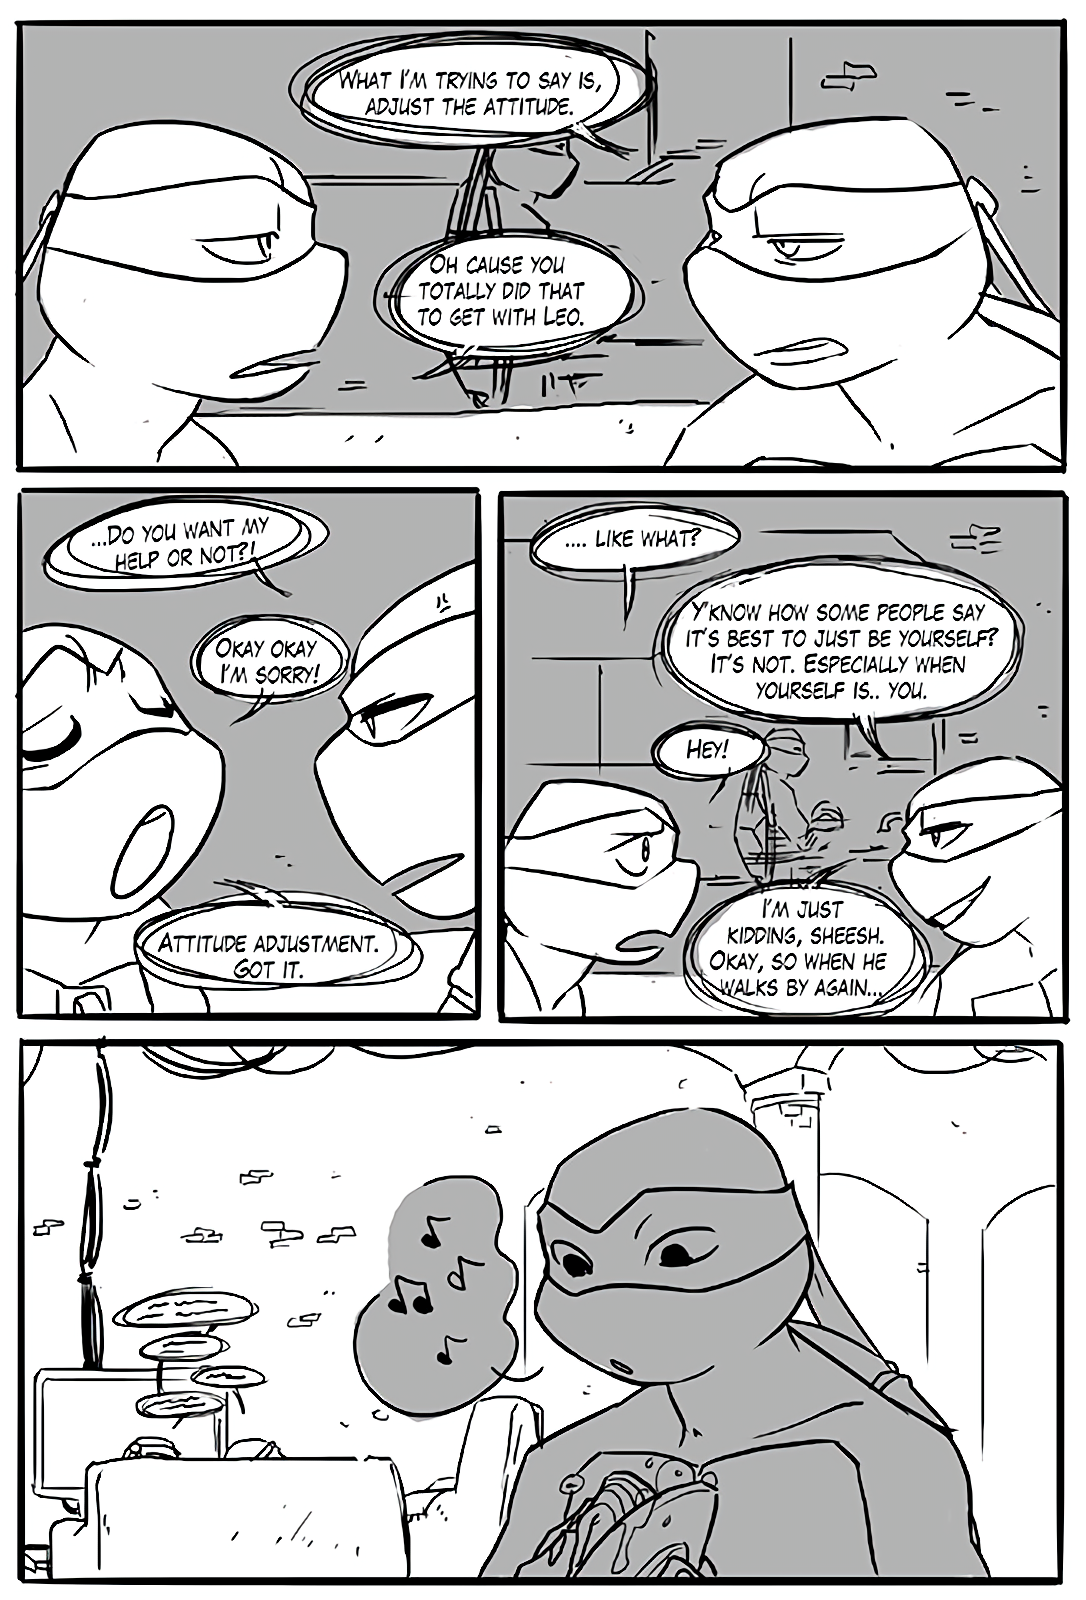 What I'm trying to say is,
adjust the attitude.
Oh cause you
totally did that
to get with Leo.
...Do you want my
help or not?!
Okay okay
I'm sorry!
Attitude adjustment.
Got it.
.... like what?
Y'know how some people say
it's best to just be yourself?
It's not. Especially when
yourself is.. you.
Hey!
I'm just
kidding, sheesh.
Okay, so when he
walks by again...